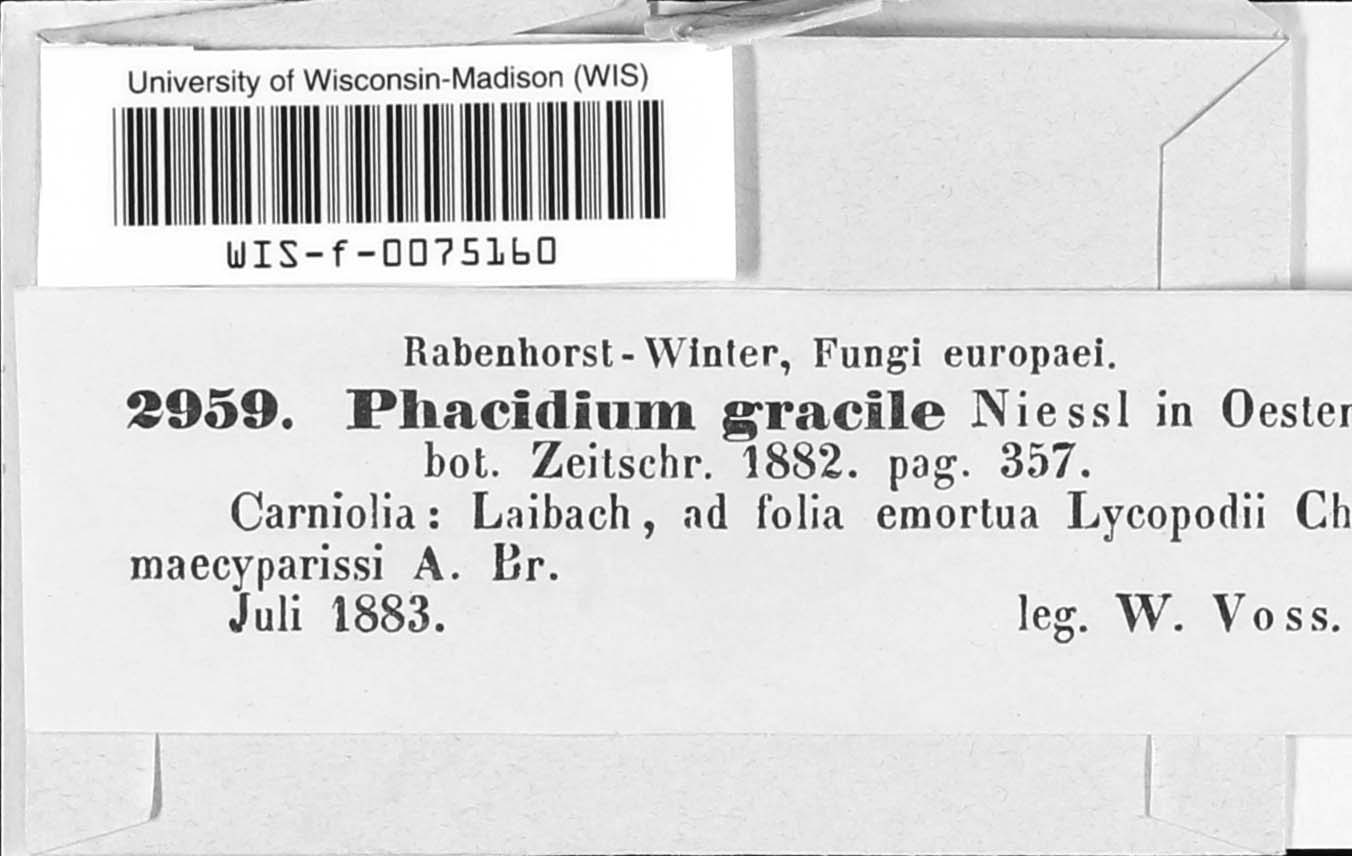 University of Wisconsin-Madison (WIS)
WIS-f-0075160
Rabenhorst-Winter, Fungi europaei.
2959. Phacidium gracile Niessl in Oester
bot. Zeitschr. 1882. pag. 357.
Carniolia: Laibach, ad folia emortua Lycopodii Ch
maecyparissi A. Br.
Juli 1883. leg. W. Voss.